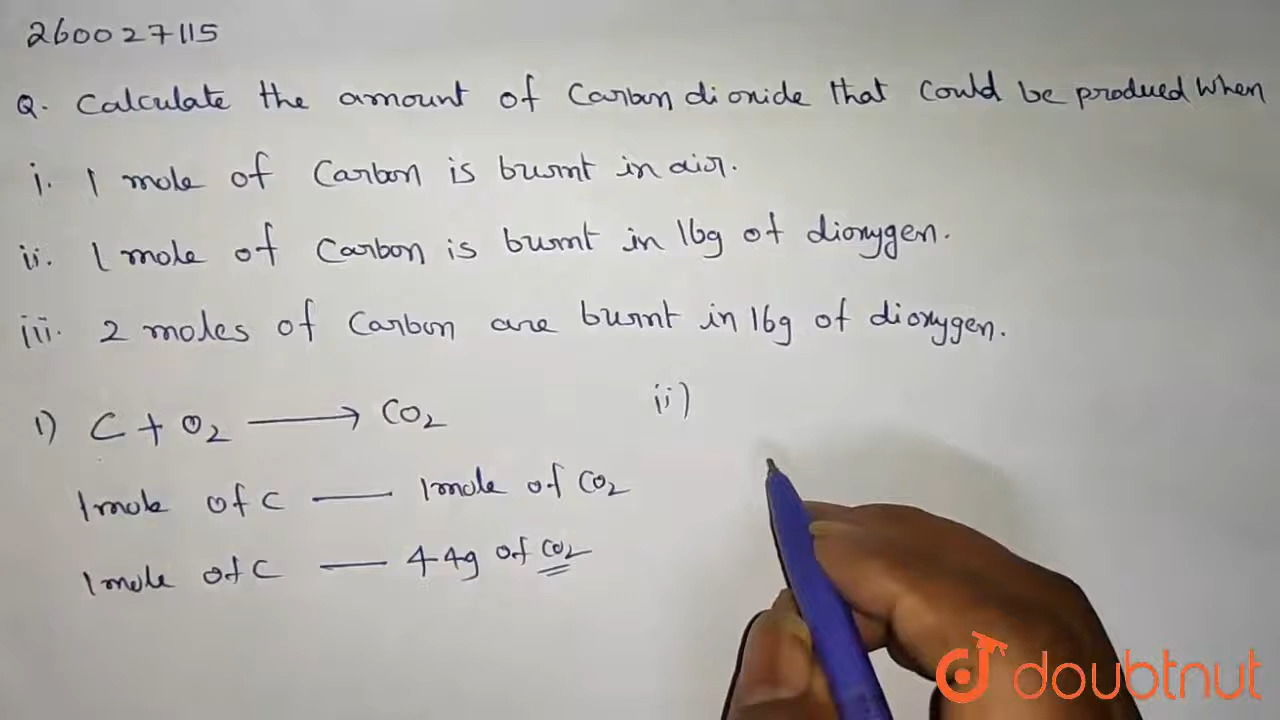 260027115
Q. Calculate the amount of Carbon dioxide that could be produced when
i. 1 mole of Carbon is burnt in air.
ii. 1 mole of Carbon is burnt in 16g of dioxygen.
iii. 2 moles of Carbon are burnt in 16g of dioxygen.
1) C + O2 ⟶ CO2
1 mole of C — 1 mole of CO2
1 mole of C — 44g of CO2
ii)
doubtnut